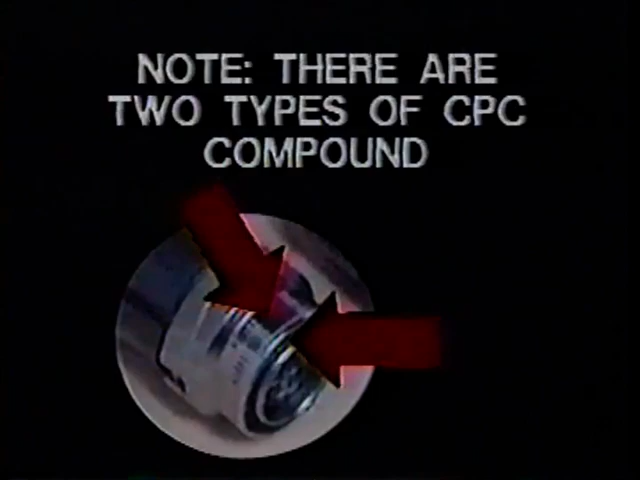 NOTE: THERE ARE
TWO TYPES OF CPC
COMPOUND